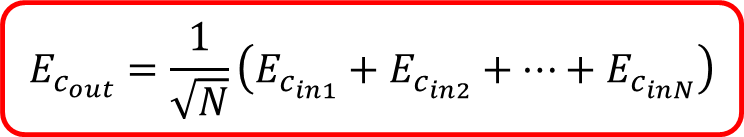 $E_{c_{out}} = \frac{1}{\sqrt{N}}\left(E_{c_{in1}} + E_{c_{in2}} + \cdots + E_{c_{inN}}\right)$